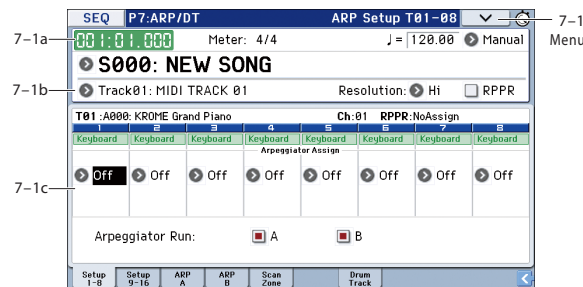 SEQ P7:ARP/DT ARP Setup T01-08
7-1
Menu
7-1a
001:01.000 Meter: 4/4 ♩= 120.00 Manual
S000: NEW SONG
7-1b
Track01: MIDI TRACK 01 Resolution: Hi RPPR
T01 :A000: KROME Grand Piano Ch:01 RPPR:NoAssign
1 2 3 4 5 6 7 8
Keyboard Keyboard Keyboard Keyboard Keyboard Keyboard Keyboard Keyboard
Arpeggiator Assign
7-1c
Off Off Off Off Off Off Off Off
Arpeggiator Run: A B
Setup 1-8 Setup 9-16 ARP A ARP B Scan Zone Drum Track